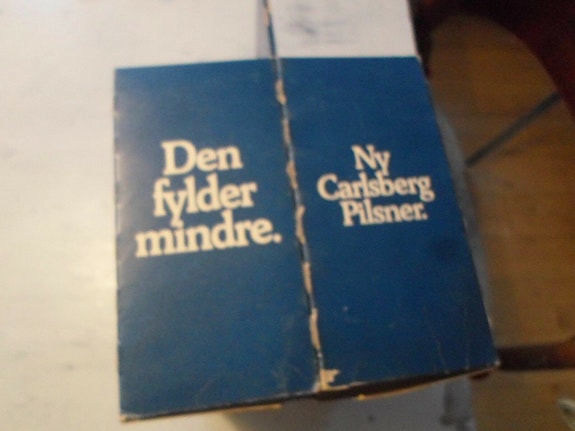 Den
fylder
mindre.
Ny
Carlsberg
Pilsner.